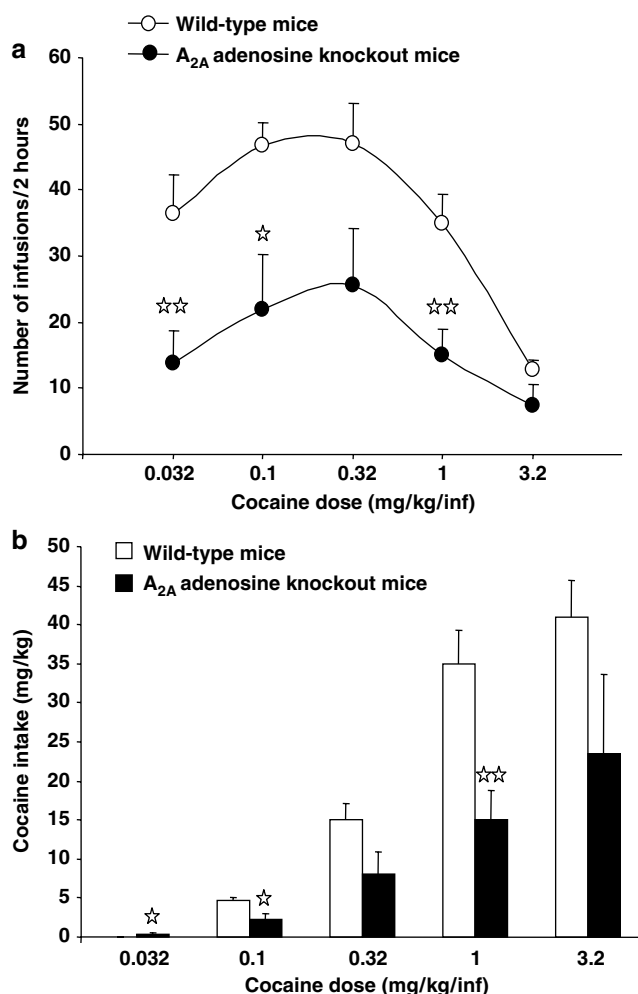 Wild-type mice
a
A2A adenosine knockout mice
60
50
40
30
20
10
0
Number of infusions/2 hours
0.032 0.1 0.32 1 3.2
Cocaine dose (mg/kg/inf)
b
50
45
40
35
30
25
20
15
10
5
0
Wild-type mice
A2A adenosine knockout mice
Cocaine intake (mg/kg)
0.032 0.1 0.32 1 3.2
Cocaine dose (mg/kg/inf)